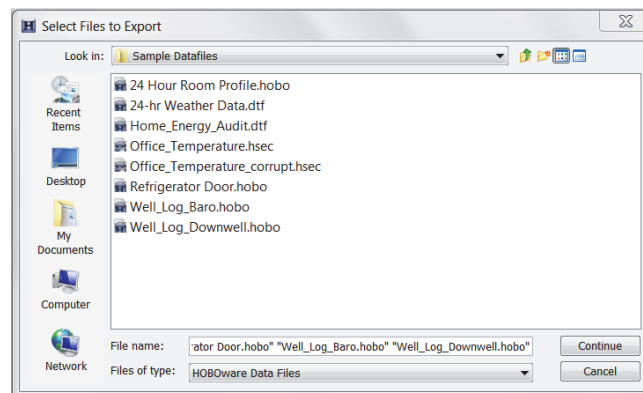 Select Files to Export
Look in: Sample Datafiles
Recent
Items
Desktop
My
Documents
Computer
Network
24 Hour Room Profile.hobo
24-hr Weather Data.dtf
Home_Energy_Audit.dtf
Office_Temperature.hsec
Office_Temperature_corrupt.hsec
Refrigerator Door.hobo
Well_Log_Baro.hobo
Well_Log_Downwell.hobo
File name: ator Door.hobo" "Well_Log_Baro.hobo" "Well_Log_Downwell.hobo" Continue
Files of type: HOBOware Data Files Cancel